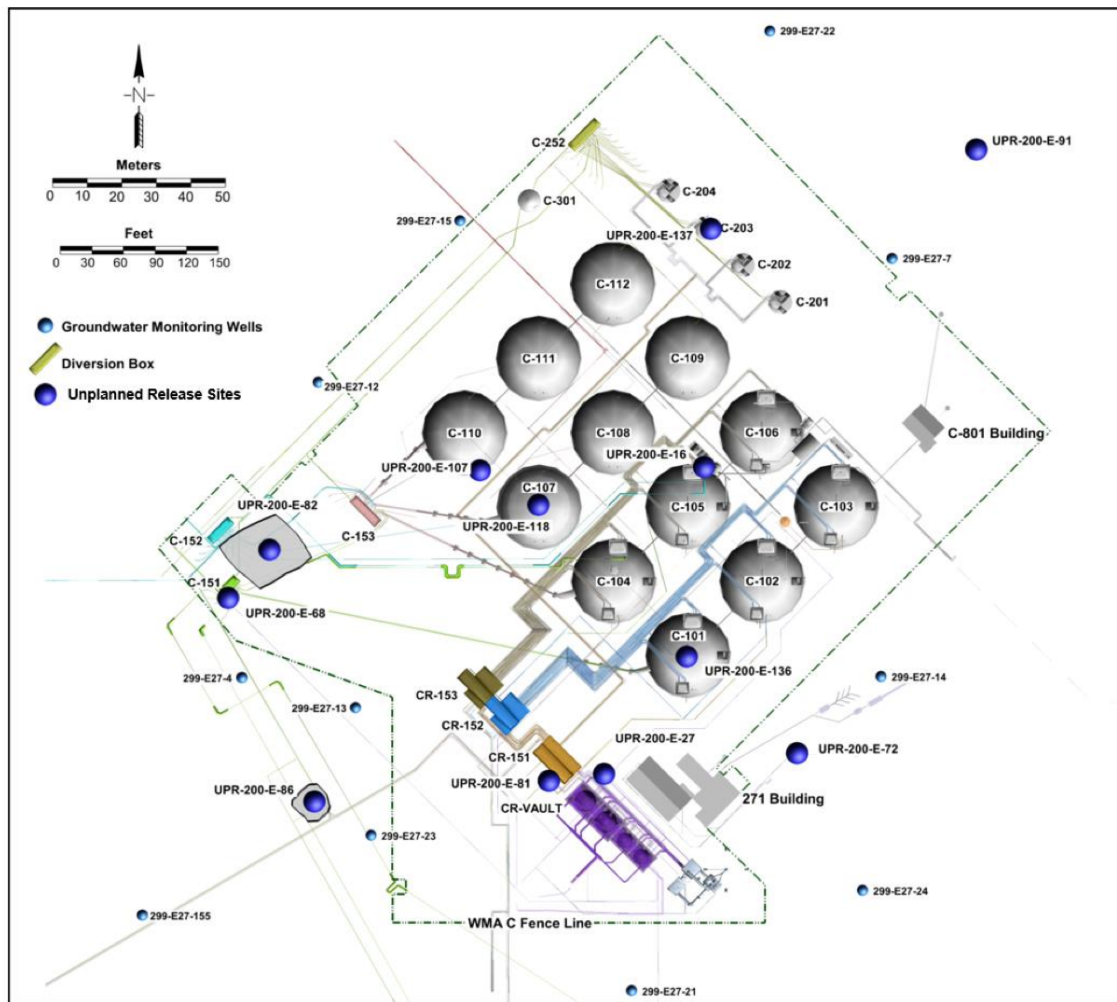 299-E27-22
N
Meters
0 10 20 30 40 50
Feet
0 30 60 90 120 150
Groundwater Monitoring Wells
Diversion Box
Unplanned Release Sites
C-252
UPR-200-E-91
C-204
C-301
299-E27-15
C-203
UPR-200-E-137
C-202
299-E27-7
C-112
C-201
C-111
C-109
299-E27-12
C-110
C-108
C-106
C-801 Building
UPR-200-E-107
UPR-200-E-16
C-107
UPR-200-E-82
C-105
C-103
UPR-200-E-118
C-153
C-152
C-151
C-104
C-102
UPR-200-E-68
C-101
UPR-200-E-136
299-E27-4
299-E27-14
CR-153
299-E27-13
CR-152
UPR-200-E-27
CR-151
UPR-200-E-72
UPR-200-E-81
UPR-200-E-86
271 Building
CR-VAULT
299-E27-23
299-E27-24
299-E27-155
WMA C Fence Line
299-E27-21